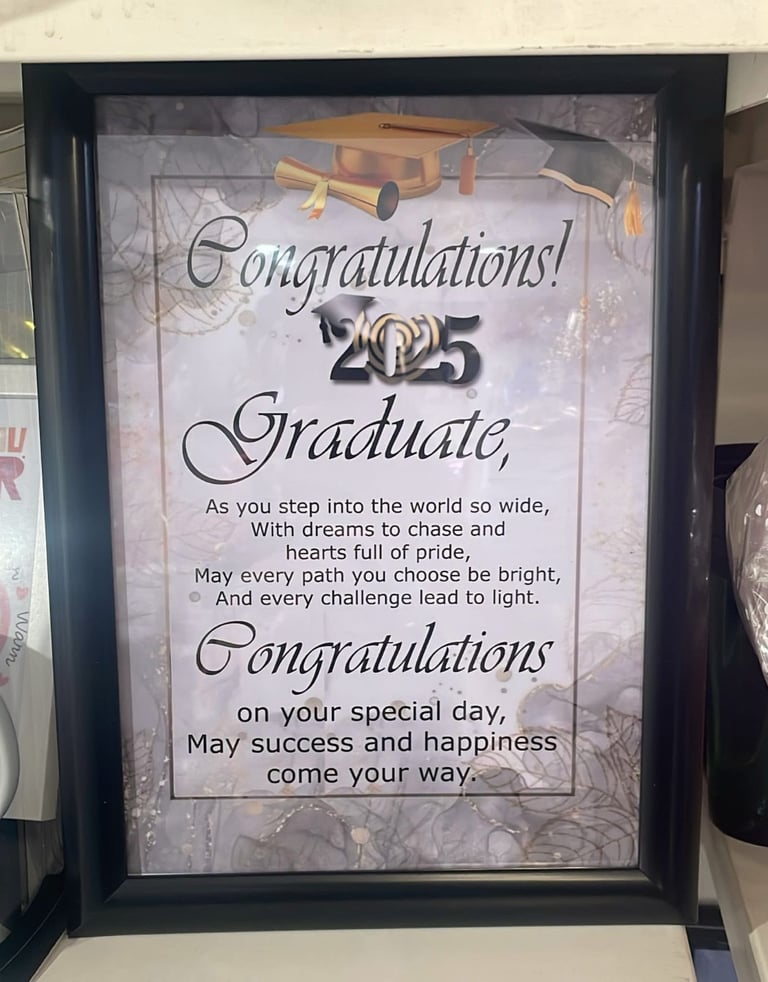 Congratulations!
2025
Graduate,
As you step into the world so wide,
With dreams to chase and
hearts full of pride,
May every path you choose be bright,
And every challenge lead to light.
Congratulations
on your special day,
May success and happiness
come your way.
Warm